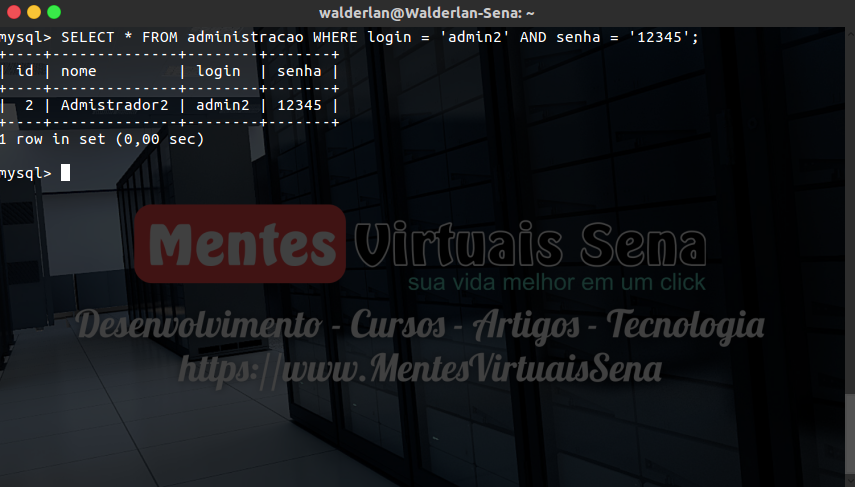 walderlan@Walderlan-Sena: ~
mysql> SELECT * FROM administracao WHERE login = 'admin2' AND senha = '12345';
+----+--------------+--------+-------+
| id | nome         | login  | senha |
+----+--------------+--------+-------+
|  2 | Admistrador2 | admin2 | 12345 |
+----+--------------+--------+-------+
1 row in set (0,00 sec)
mysql>
Mentes Virtuais Sena
sua vida melhor em um click
Desenvolvimento - Cursos - Artigos - Tecnologia
https://www.MentesVirtuaisSena